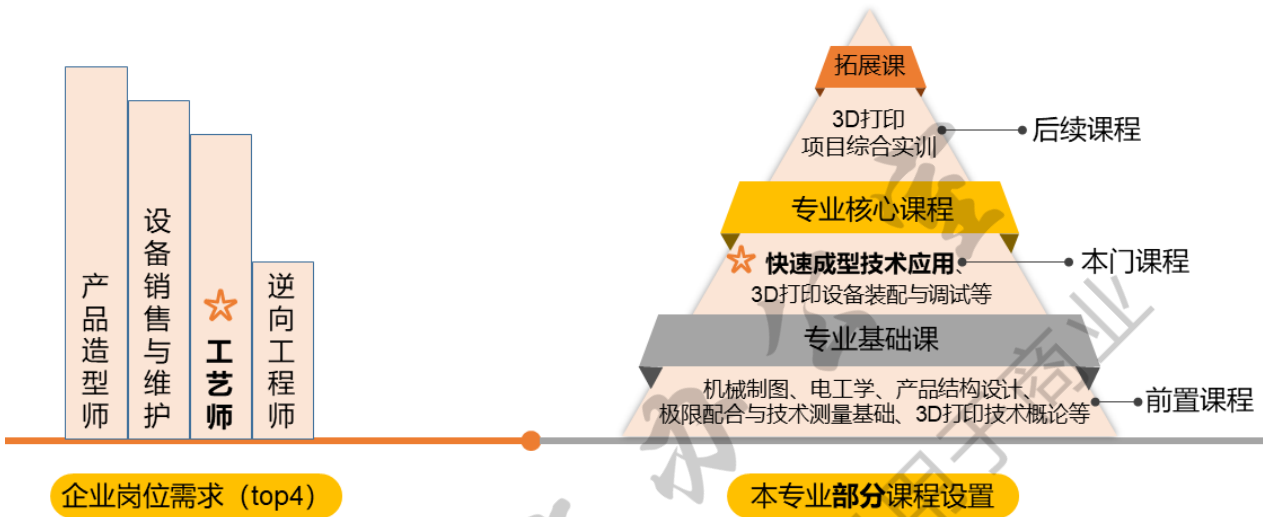 产品造型师
设备销售与维护
工艺师
逆向工程师
企业岗位需求（top4）
拓展课
3D打印
项目综合实训
后续课程
专业核心课程
快速成型技术应用、
3D打印设备装配与调试等
本门课程
专业基础课
机械制图、电工学、产品结构设计、
极限配合与技术测量基础、3D打印技术概论等
前置课程
本专业部分课程设置
用于商业